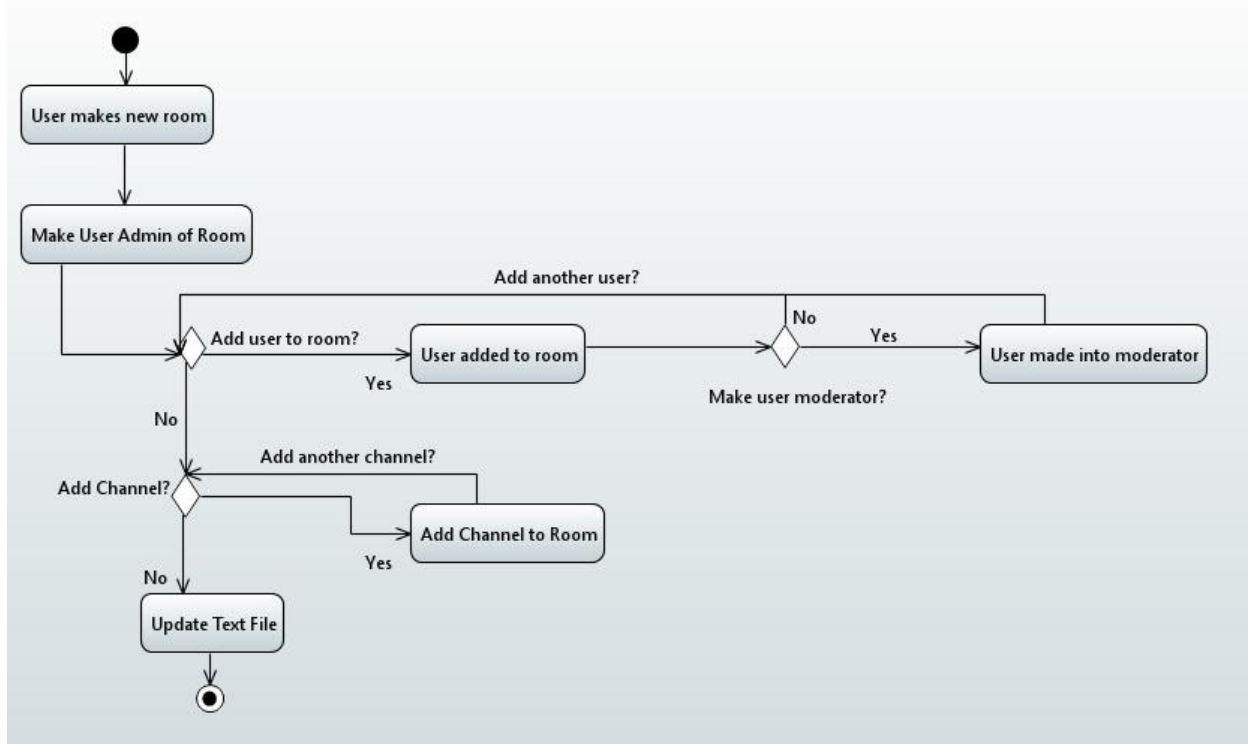 User makes new room
Make User Admin of Room
Add another user?
Add user to room?
Yes
User added to room
No
Yes
Make user moderator?
User made into moderator
No
Add another channel?
Add Channel?
Yes
Add Channel to Room
No
Update Text File